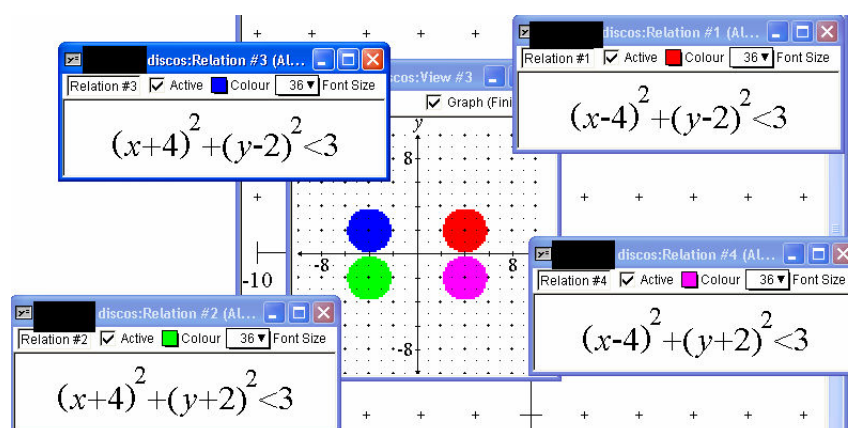 discos:Relation #3 (Al...
Relation #3 Active Colour 36 Font Size
(x+4)²+(y-2)²<3
discos:Relation #1 (Al...
Relation #1 Active Colour 36 Font Size
(x-4)²+(y-2)²<3
cos:View #3
Graph (Fini
y
8
-8
8
-8
-10
discos:Relation #4 (Al...
Relation #4 Active Colour 36 Font Size
(x-4)²+(y+2)²<3
discos:Relation #2 (Al...
Relation #2 Active Colour 36 Font Size
(x+4)²+(y+2)²<3